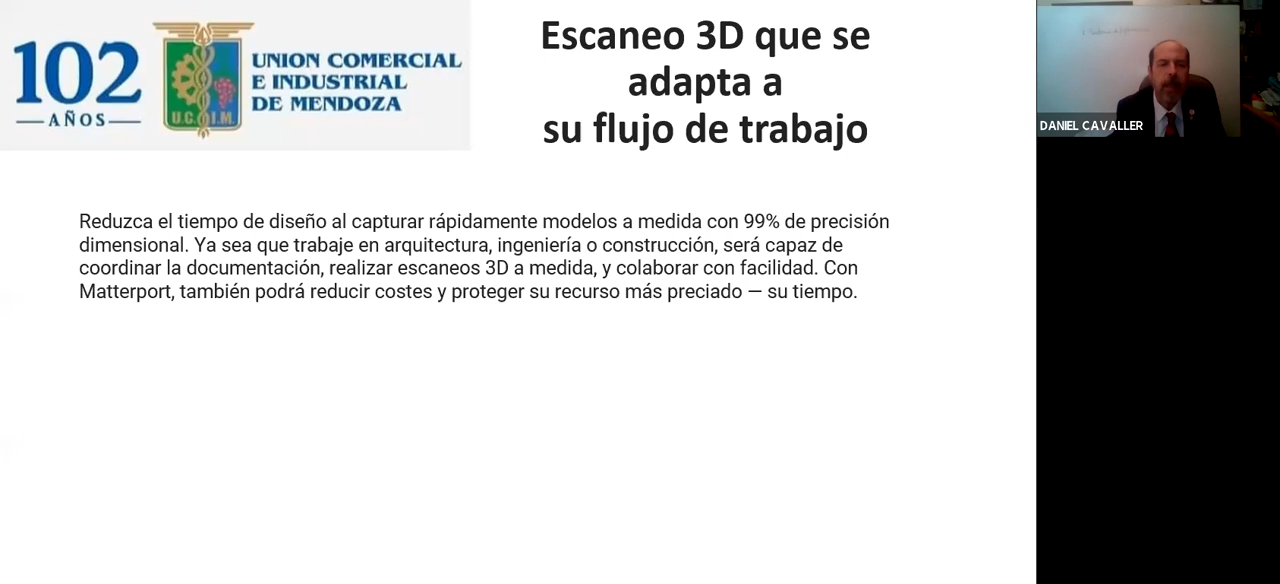 102
AÑOS
U.C. I.M.
UNION COMERCIAL
E INDUSTRIAL
DE MENDOZA
Escaneo 3D que se
adapta a
su flujo de trabajo
DANIEL CAVALLER
Reduzca el tiempo de diseño al capturar rápidamente modelos a medida con 99% de precisión
dimensional. Ya sea que trabaje en arquitectura, ingeniería o construcción, será capaz de
coordinar la documentación, realizar escaneos 3D a medida, y colaborar con facilidad. Con
Matterport, también podrá reducir costes y proteger su recurso más preciado — su tiempo.